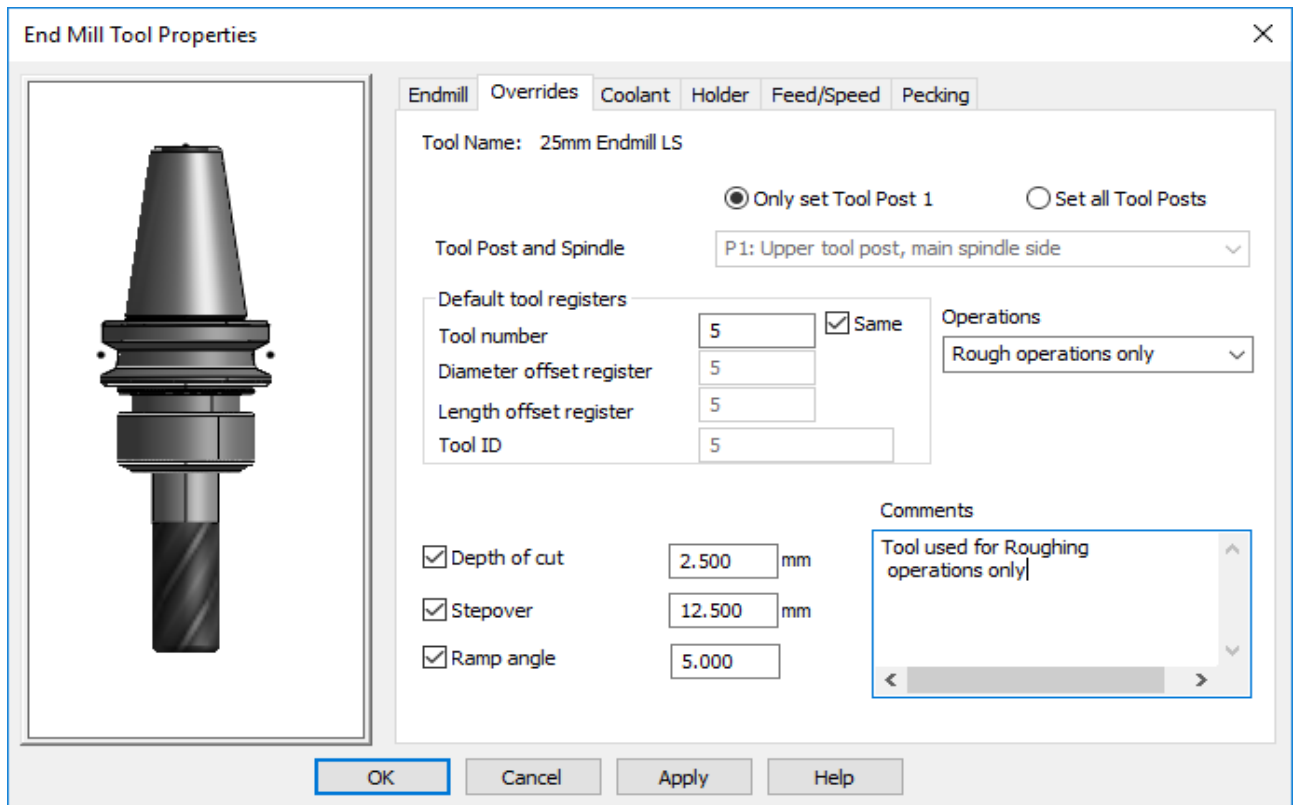 End Mill Tool Properties
Endmill Overrides Coolant Holder Feed/Speed Pecking
Tool Name: 25mm Endmill LS
Only set Tool Post 1 Set all Tool Posts
Tool Post and Spindle P1: Upper tool post, main spindle side
Default tool registers
Tool number 5 Same
Diameter offset register 5
Length offset register 5
Tool ID 5
Operations
Rough operations only
Depth of cut 2.500 mm
Stepover 12.500 mm
Ramp angle 5.000
Comments
Tool used for Roughing
operations only
OK Cancel Apply Help